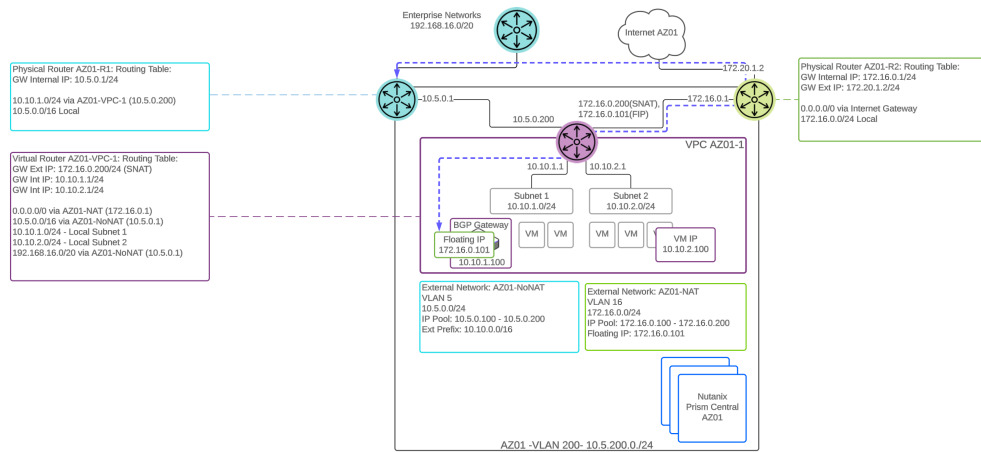 Enterprise Networks
192.168.16.0/20
Internet AZ01
Physical Router AZ01-R1: Routing Table:
GW Internal IP: 10.5.0.1/24
10.10.1.0/24 via AZ01-VPC-1 (10.5.0.200)
10.5.0.0/16 Local
172.20.1.2
Physical Router AZ01-R2: Routing Table:
GW Internal IP: 172.16.0.1/24
GW Ext IP: 172.20.1.2/24
0.0.0.0/0 via Internet Gateway
172.16.0.0/24 Local
10.5.0.1
172.16.0.200(SNAT),
172.16.0.101(FIP)
172.16.0.1
10.5.0.200
Virtual Router AZ01-VPC-1: Routing Table:
GW Ext IP: 172.16.0.200/24 (SNAT)
GW Int IP: 10.10.1.1/24
GW Int IP: 10.10.2.1/24
0.0.0.0/0 via AZ01-NAT (172.16.0.1)
10.5.0.0/16 via AZ01-NoNAT (10.5.0.1)
10.10.1.0/24 - Local Subnet 1
10.10.2.0/24 - Local Subnet 2
192.168.16.0/20 via AZ01-NoNAT (10.5.0.1)
VPC AZ01-1
10.10.1.1
10.10.2.1
Subnet 1
10.10.1.0/24
Subnet 2
10.10.2.0/24
BGP Gateway
Floating IP
172.16.0.101
10.10.1.100
VM
VM
VM
VM
VM IP
10.10.2.100
External Network: AZ01-NoNAT
VLAN 5
10.5.0.0/24
IP Pool: 10.5.0.100 - 10.5.0.200
Ext Prefix: 10.10.0.0/16
External Network: AZ01-NAT
VLAN 16
172.16.0.0/24
IP Pool: 172.16.0.100 - 172.16.0.200
Floating IP: 172.16.0.101
Nutanix
Prism Central
AZ01
AZ01 -VLAN 200- 10.5.200.0./24